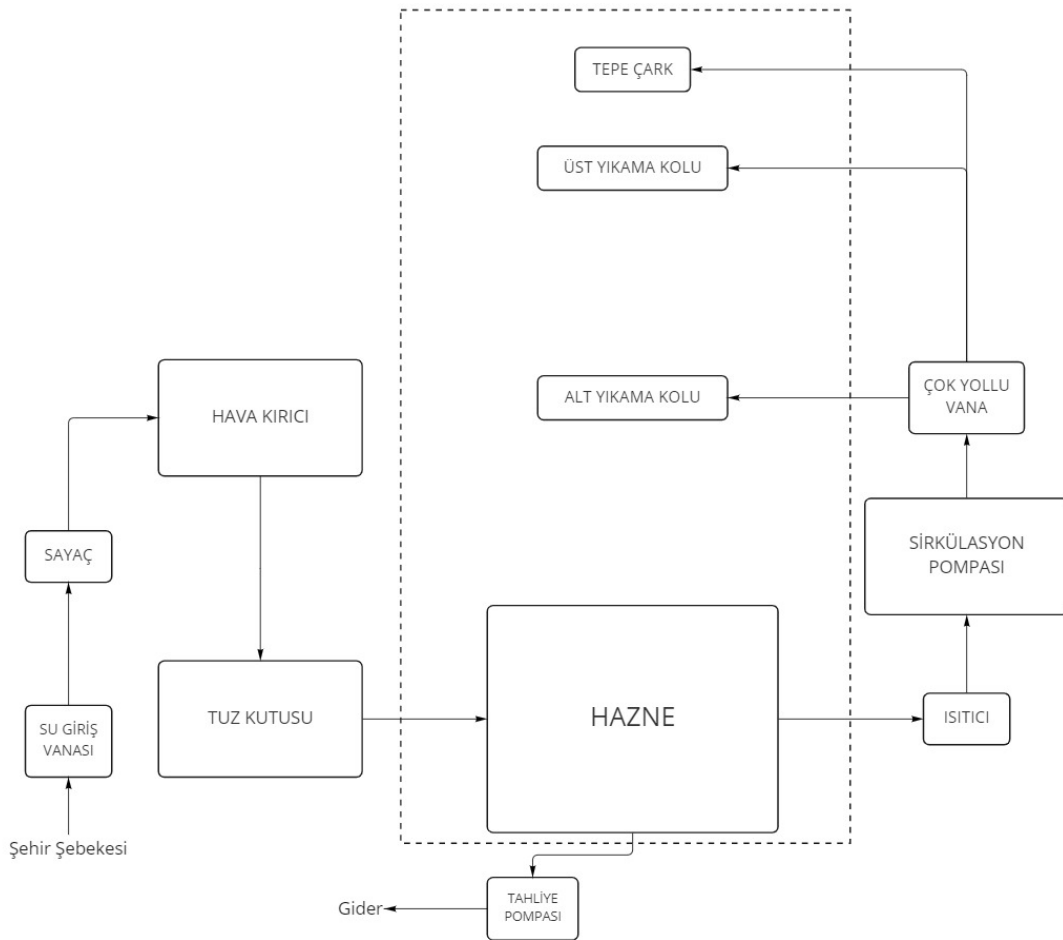 TEPE ÇARK
ÜST YIKAMA KOLU
HAVA KIRICI
ALT YIKAMA KOLU
ÇOK YOLLU
VANA
SAYAÇ
SİRKÜLASYON
POMPASI
SU GİRİŞ
VANASI
TUZ KUTUSU
HAZNE
ISITICI
Şehir Şebekesi
Gider
TAHLİYE
POMPASI